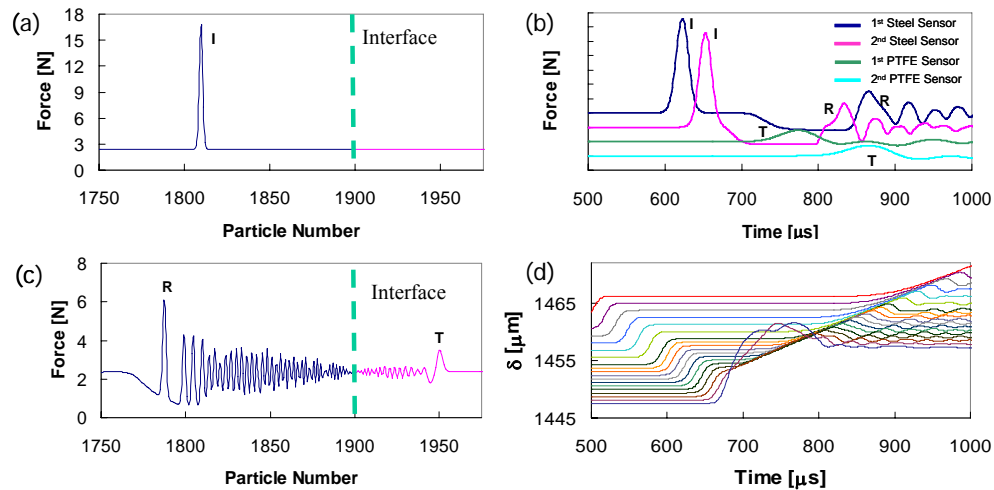 (a)
Force [N]
18
15
12
9
6
3
0
I
Interface
1750 1800 1850 1900 1950
Particle Number
(b)
Force [N]
I
I
T
R
R
T
1st Steel Sensor
2nd Steel Sensor
1st PTFE Sensor
2nd PTFE Sensor
500 600 700 800 900 1000
Time [μs]
(c)
Force [N]
8
6
4
2
0
R
Interface
T
1750 1800 1850 1900 1950
Particle Number
(d)
δ [μm]
1465
1455
1445
500 600 700 800 900 1000
Time [μs]